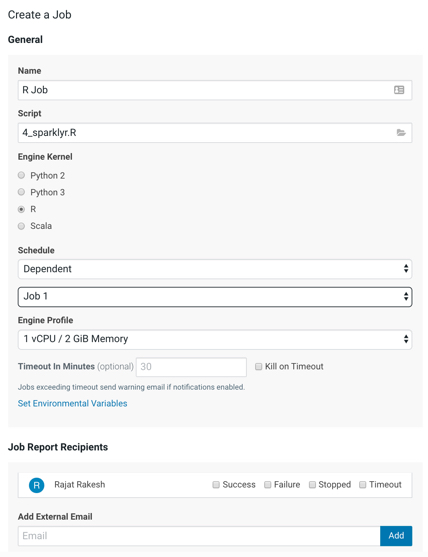 Create a Job
General
Name
R Job
Script
4_sparklyr.R
Engine Kernel
Python 2
Python 3
R
Scala
Schedule
Dependent
Job 1
Engine Profile
1 vCPU / 2 GiB Memory
Timeout In Minutes (optional) 30 Kill on Timeout
Jobs exceeding timeout send warning email if notifications enabled.
Set Environmental Variables
Job Report Recipients
R Rajat Rakesh Success Failure Stopped Timeout
Add External Email
Email Add